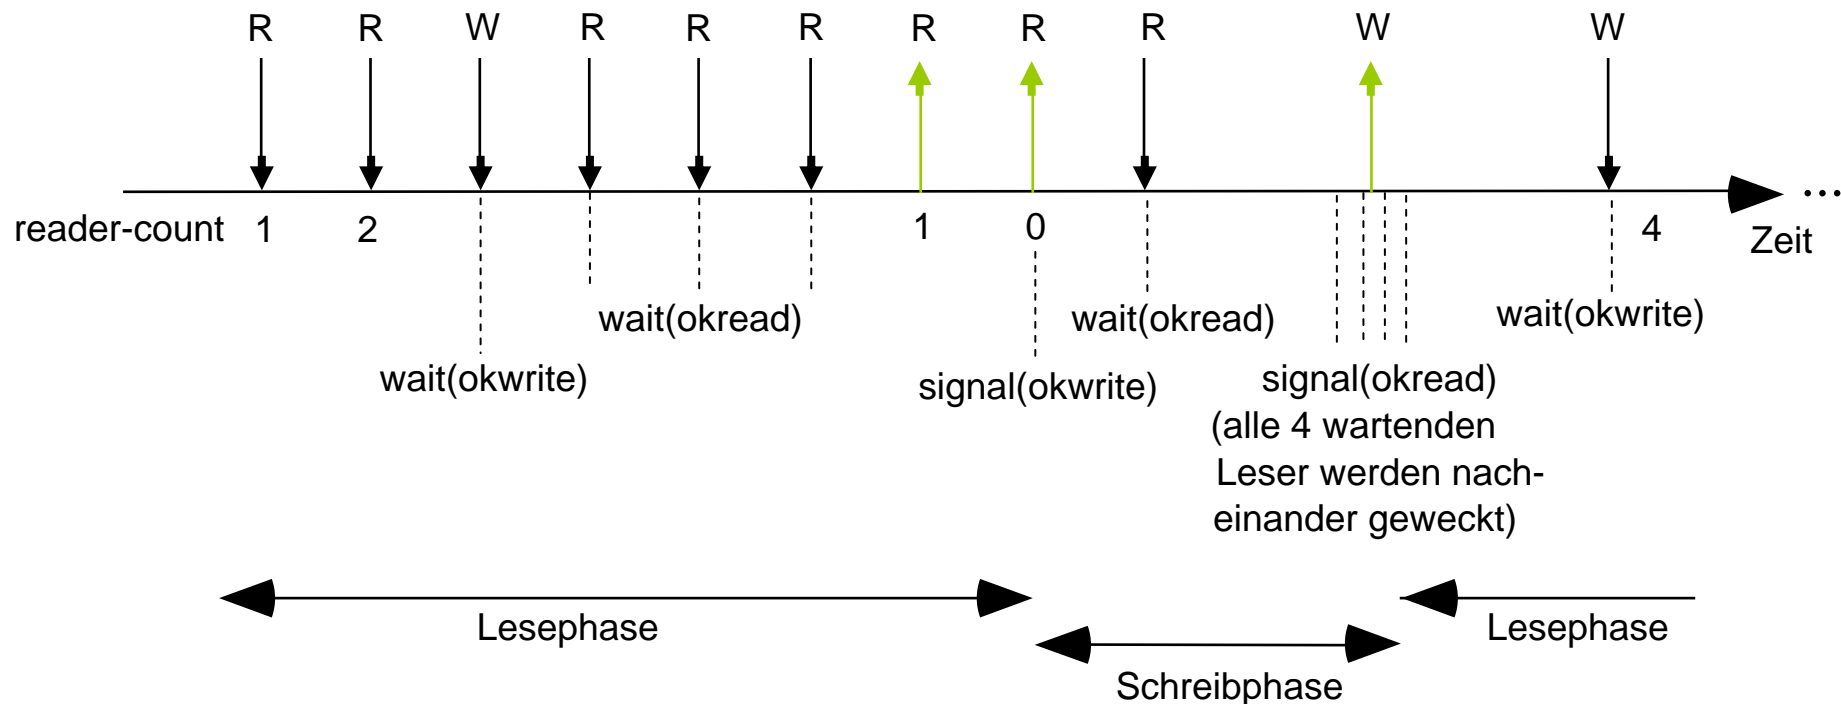 R R W R R R R R R W W
...
reader-count 1 2 1 0 4 Zeit
wait(okread) wait(okread) wait(okwrite)
wait(okwrite) signal(okwrite) signal(okread)
(alle 4 wartenden
Leser werden nach-
einander geweckt)
Lesephase Lesephase
Schreibphase